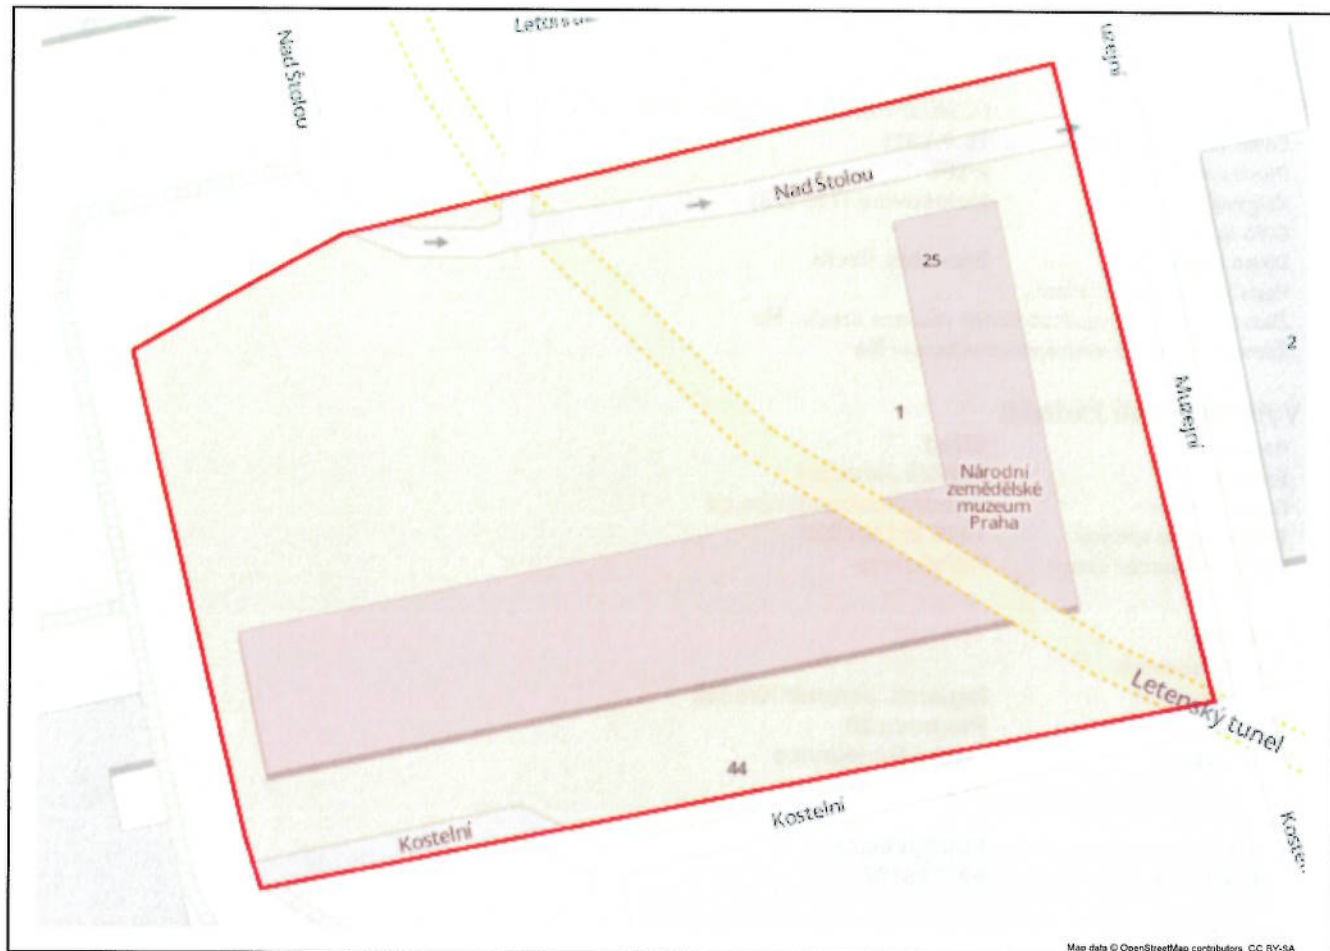 Nad Štolou
Nad Štolou
25
2
1
Muzejní
Národní
zemědělské
muzeum
Praha
Letenský tunel
44
Kostelní
Kostelní
Map data © OpenStreetMap contributors, CC BY-SA